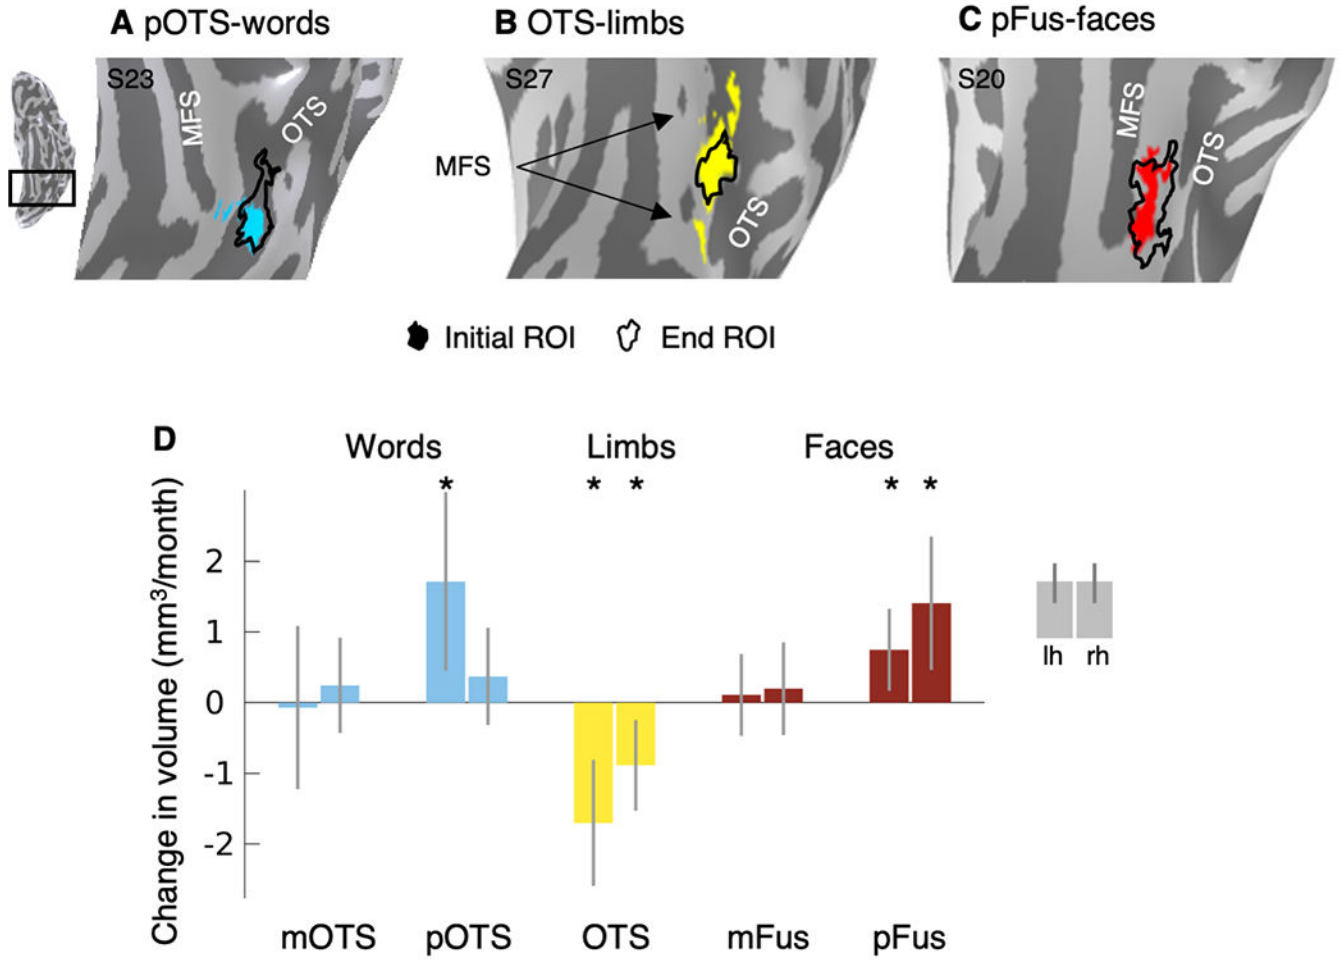 A pOTS-words
B OTS-limbs
C pFus-faces
S23
MFS
OTS
S27
MFS
OTS
S20
MFS
OTS
Initial ROI
End ROI
D
Words
Limbs
Faces
* * * * *
Change in volume (mm³/month)
2
1
0
-1
-2
lh rh
mOTS pOTS OTS mFus pFus